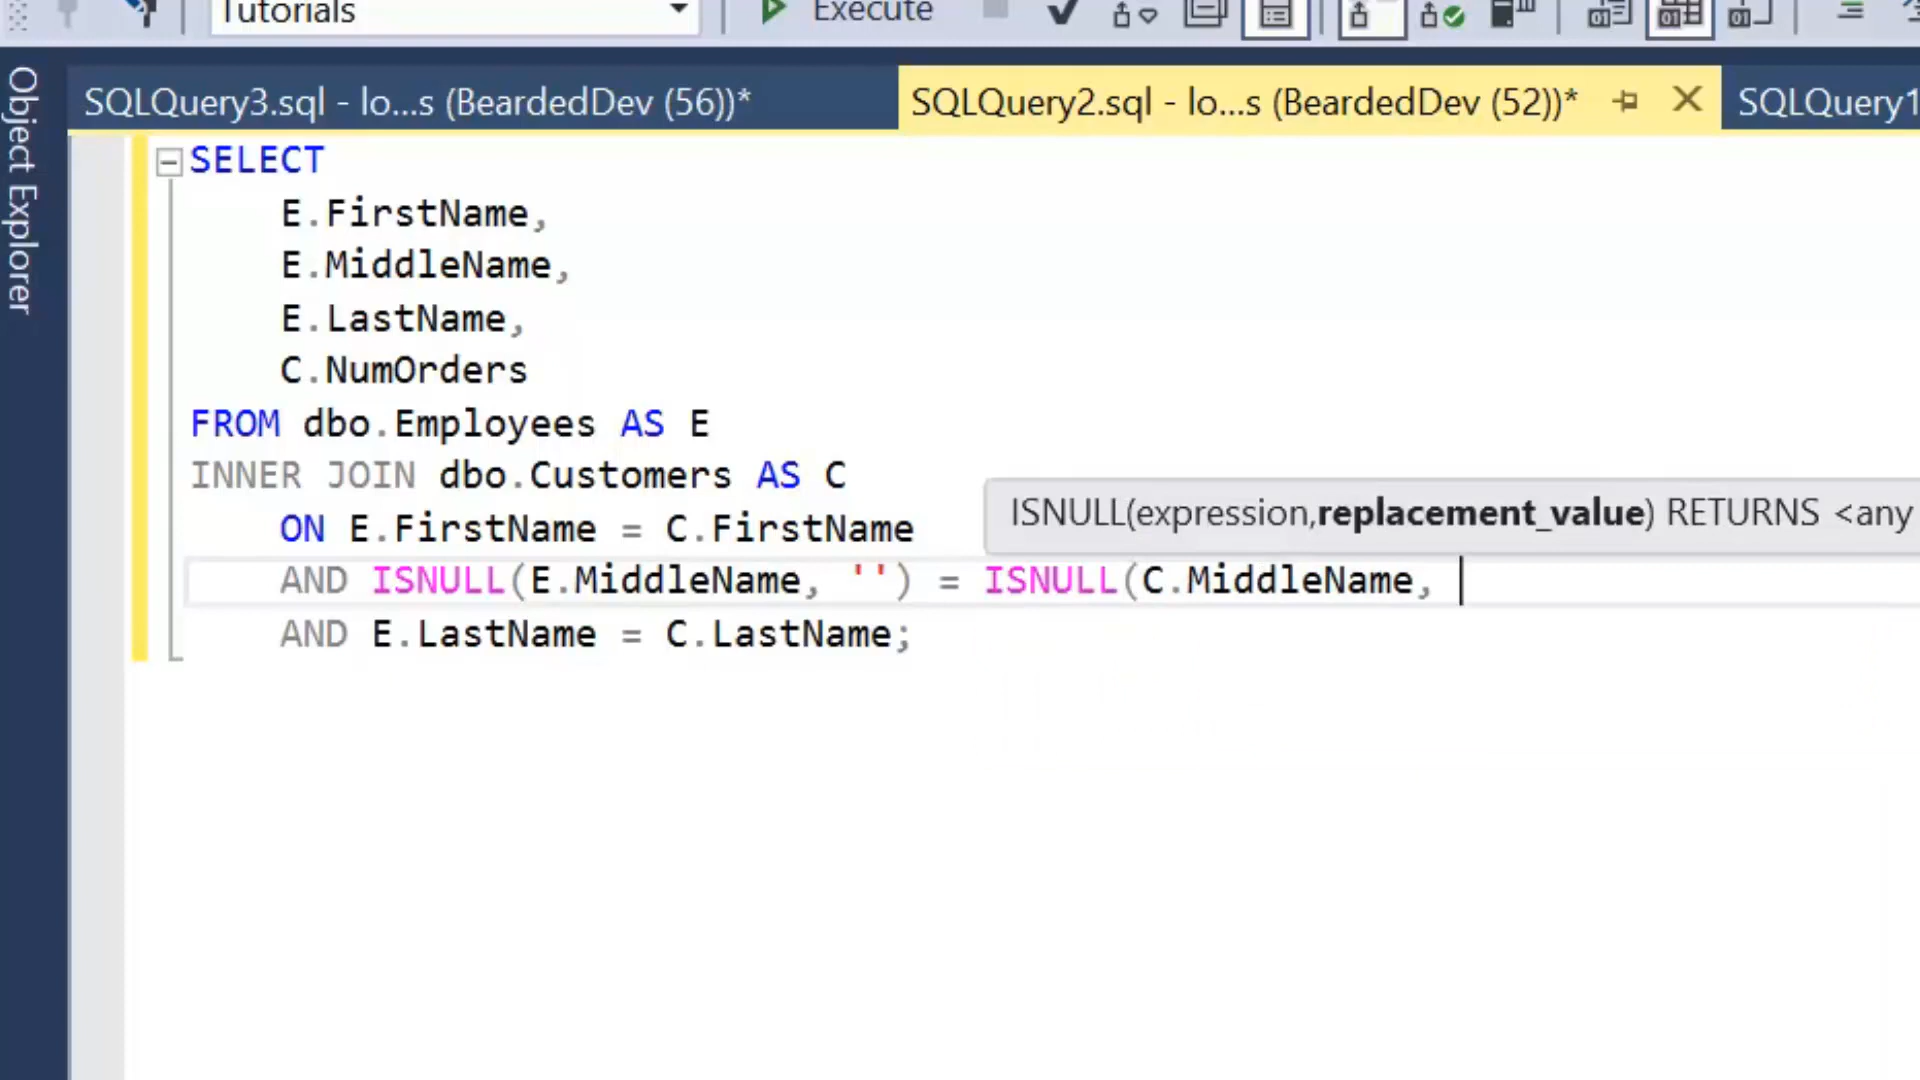 Tutorials
Execute
Object Explorer
SQLQuery3.sql - lo...s (BeardedDev (56))*
SQLQuery2.sql - lo...s (BeardedDev (52))*
SQLQuery1
SELECT
E.FirstName,
E.MiddleName,
E.LastName,
C.NumOrders
FROM dbo.Employees AS E
INNER JOIN dbo.Customers AS C
ON E.FirstName = C.FirstName
ISNULL(expression,replacement_value) RETURNS <any
AND ISNULL(E.MiddleName, '') = ISNULL(C.MiddleName,
AND E.LastName = C.LastName;